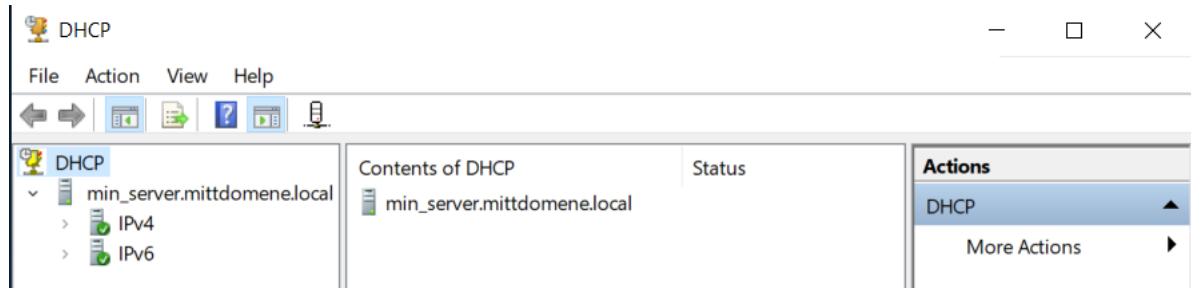 DHCP
File Action View Help
DHCP
min_server.mittdomene.local
IPv4
IPv6
Contents of DHCP Status
min_server.mittdomene.local
Actions
DHCP
More Actions